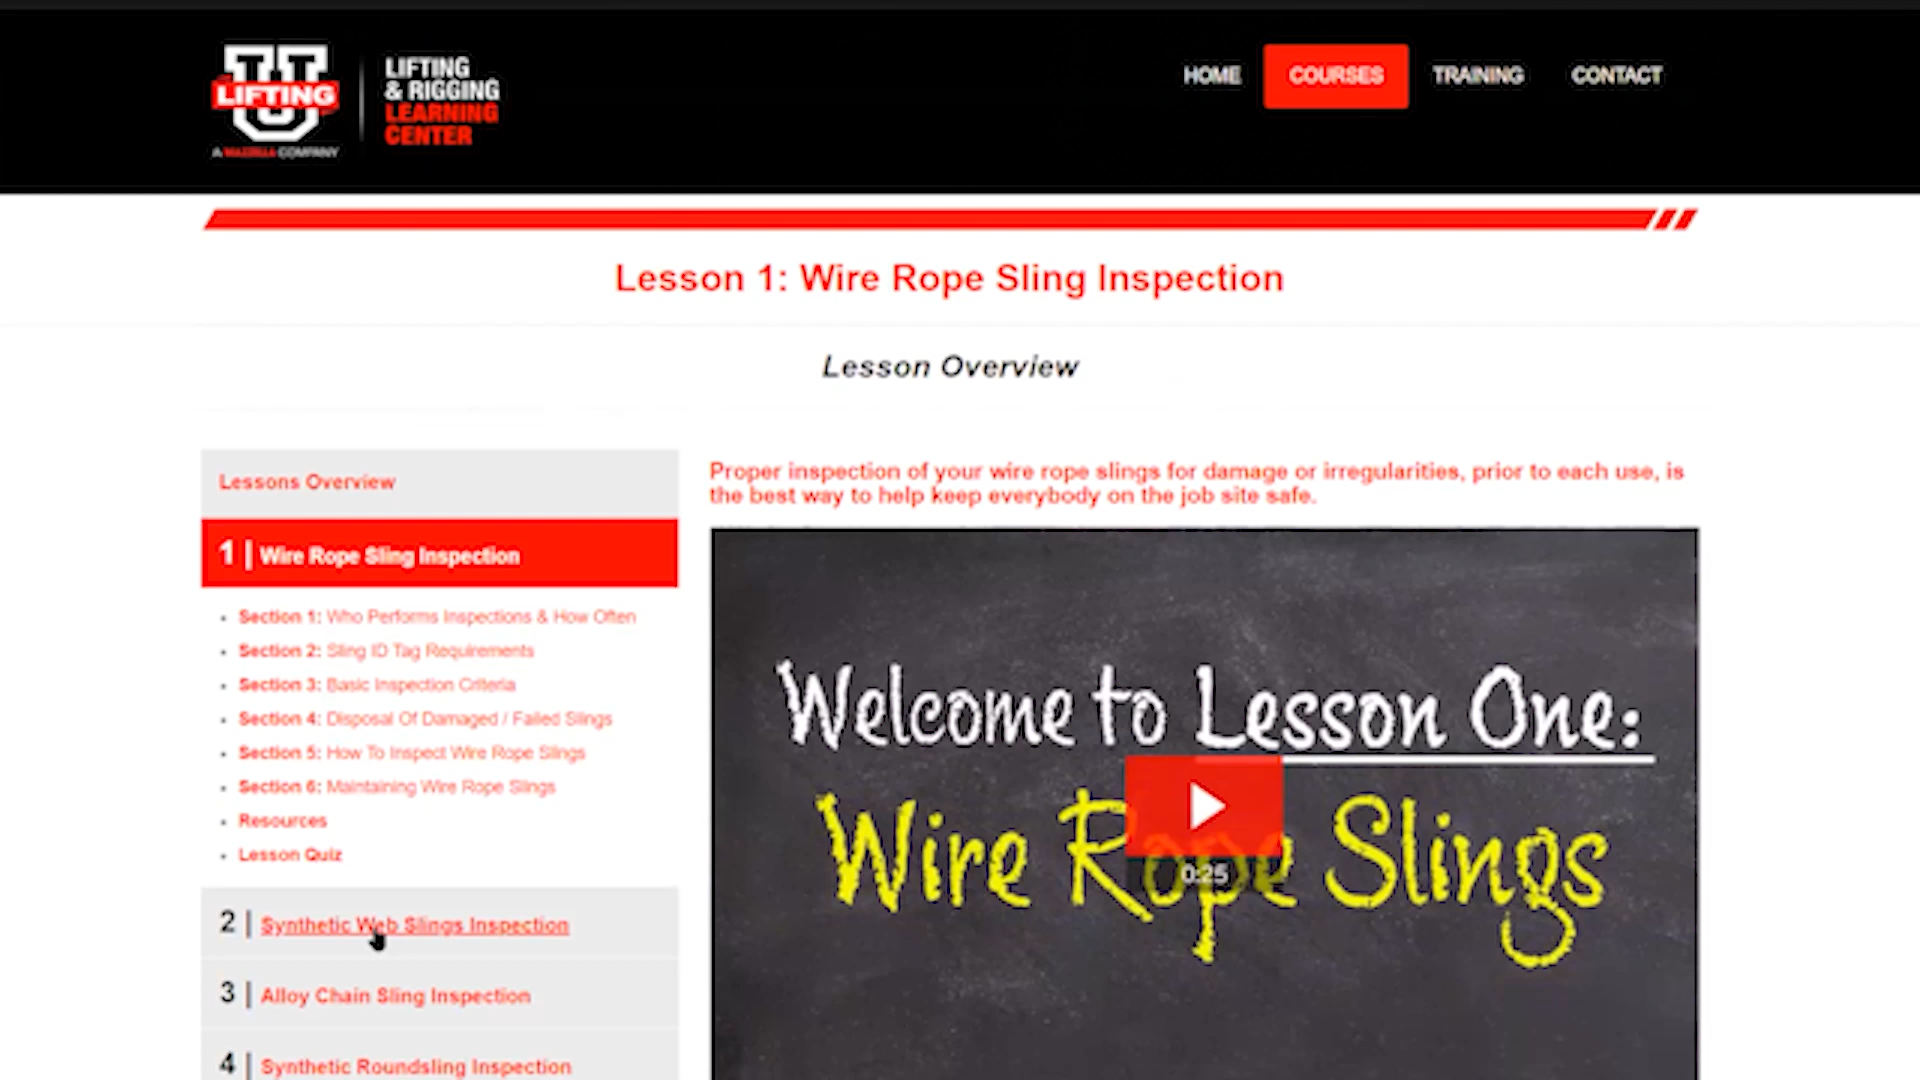 LIFTING
A MAZZELLA COMPANY
LIFTING
& RIGGING
LEARNING
CENTER
HOME
COURSES
TRAINING
CONTACT
Lesson 1: Wire Rope Sling Inspection
Lesson Overview
Lessons Overview
1 | Wire Rope Sling Inspection
Section 1: Who Performs Inspections & How Often
Section 2: Sling ID Tag Requirements
Section 3: Basic Inspection Criteria
Section 4: Disposal Of Damaged / Failed Slings
Section 5: How To Inspect Wire Rope Slings
Section 6: Maintaining Wire Rope Slings
Resources
Lesson Quiz
2 | Synthetic Web Slings Inspection
3 | Alloy Chain Sling Inspection
4 | Synthetic Roundsling Inspection
Proper inspection of your wire rope slings for damage or irregularities, prior to each use, is
the best way to help keep everybody on the job site safe.
Welcome to Lesson One:
Wire Rope Slings
0:25